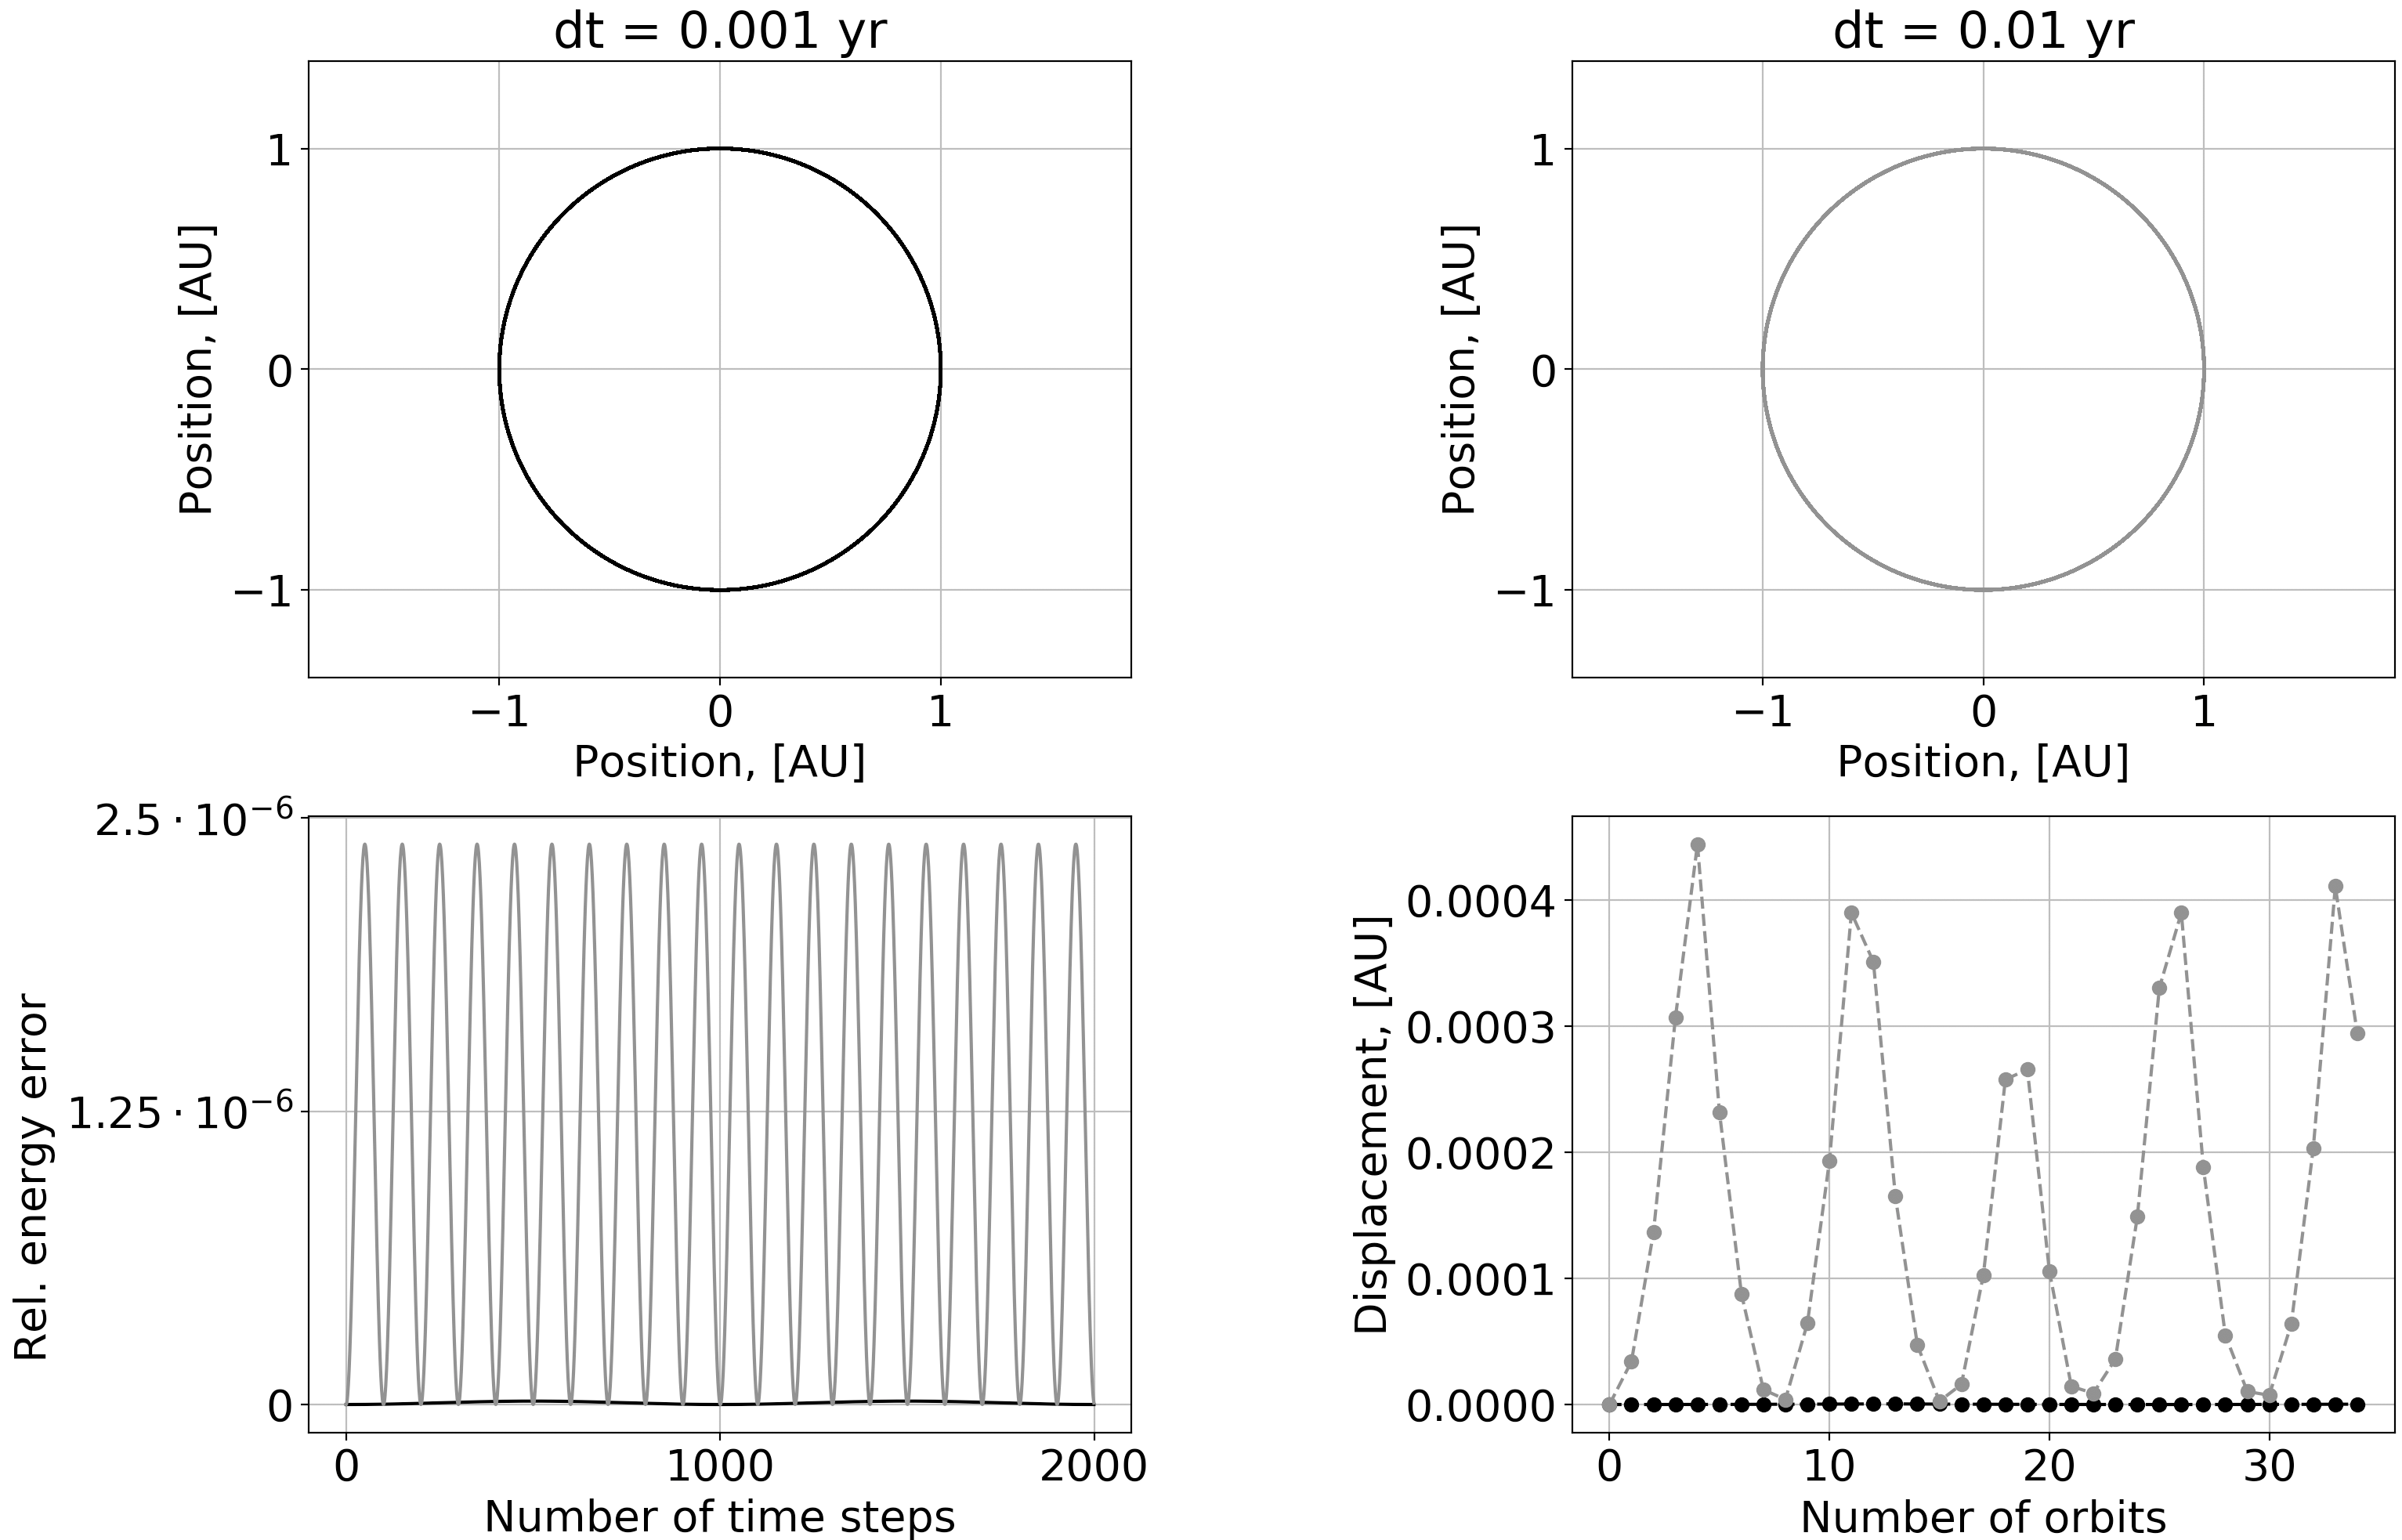 dt = 0.001 yr
Position, [AU]
1
0
−1
−1
0
1
Position, [AU]
dt = 0.01 yr
Position, [AU]
1
0
−1
−1
0
1
Position, [AU]
Rel. energy error
2.5 · 10⁻⁶
1.25 · 10⁻⁶
0
0
1000
2000
Number of time steps
Displacement, [AU]
0.0004
0.0003
0.0002
0.0001
0.0000
0
10
20
30
Number of orbits